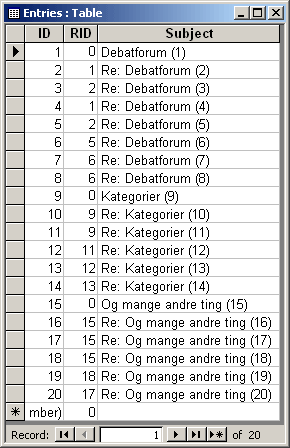 Entries : Table
ID RID Subject
1 0 Debatforum (1)
2 1 Re: Debatforum (2)
3 2 Re: Debatforum (3)
4 1 Re: Debatforum (4)
5 2 Re: Debatforum (5)
6 5 Re: Debatforum (6)
7 6 Re: Debatforum (7)
8 6 Re: Debatforum (8)
9 0 Kategorier (9)
10 9 Re: Kategorier (10)
11 9 Re: Kategorier (11)
12 11 Re: Kategorier (12)
13 12 Re: Kategorier (13)
14 13 Re: Kategorier (14)
15 0 Og mange andre ting (15)
16 15 Re: Og mange andre ting (16)
17 15 Re: Og mange andre ting (17)
18 15 Re: Og mange andre ting (18)
19 18 Re: Og mange andre ting (19)
20 17 Re: Og mange andre ting (20)
mber) 0
Record: 1 of 20